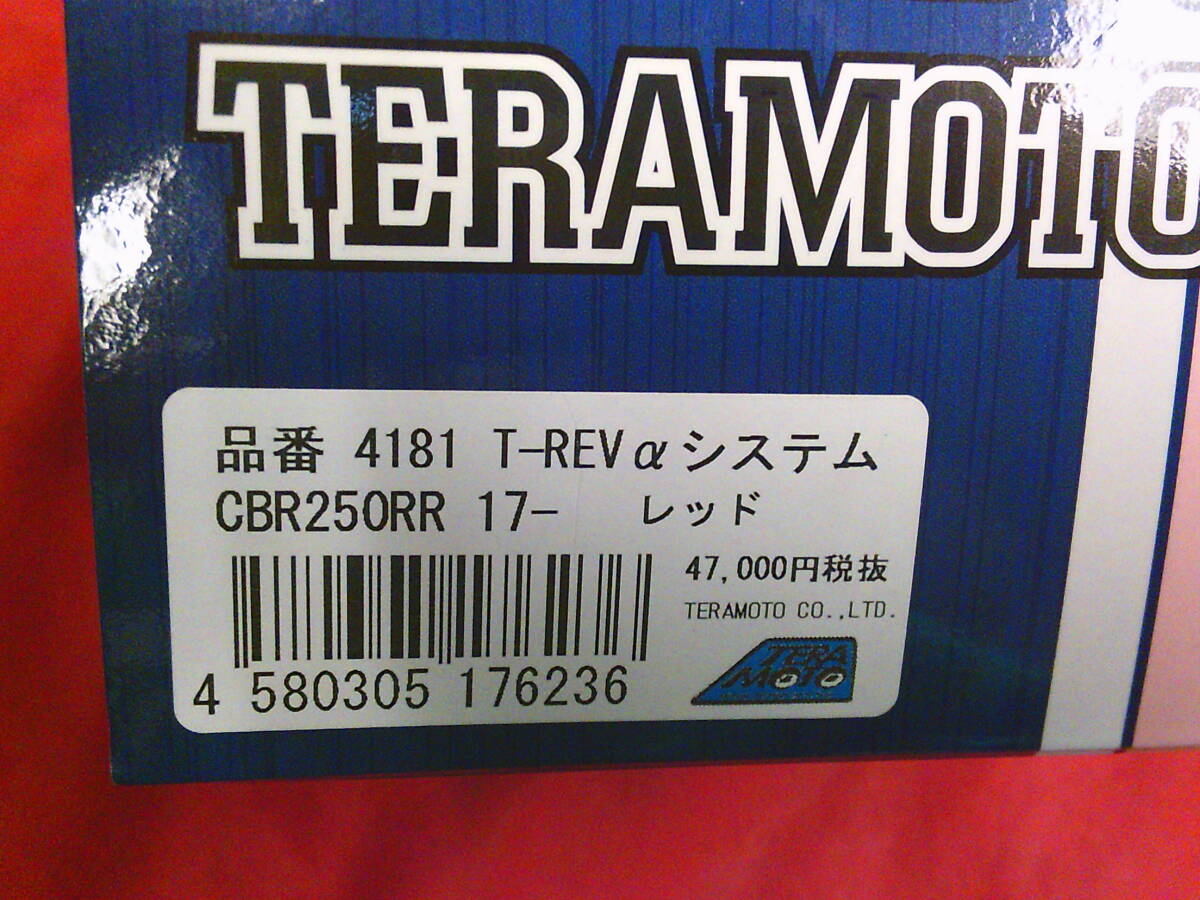 TERAMOTO
品番 4181 T-REVαシステム
CBR250RR 17- レッド
47,000円税抜
TERAMOTO CO.,LTD.
TERA
MOTO
4 580305 176236